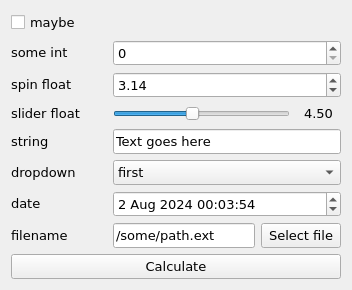 maybe
some int 0
spin float 3.14
slider float 4.50
string Text goes here
dropdown first
date 2 Aug 2024 00:03:54
filename /some/path.ext Select file
Calculate